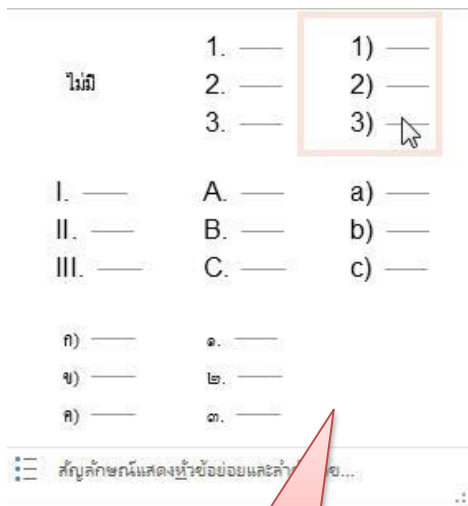 1. 1)
ไม่มี 2. 2)
3. 3)
I. A. a)
II. B. b)
III. C. c)
ก) ๑.
ข) ๒.
ค) ๓.
สัญลักษณ์แสดงหัวข้อย่อยและลำ ข...